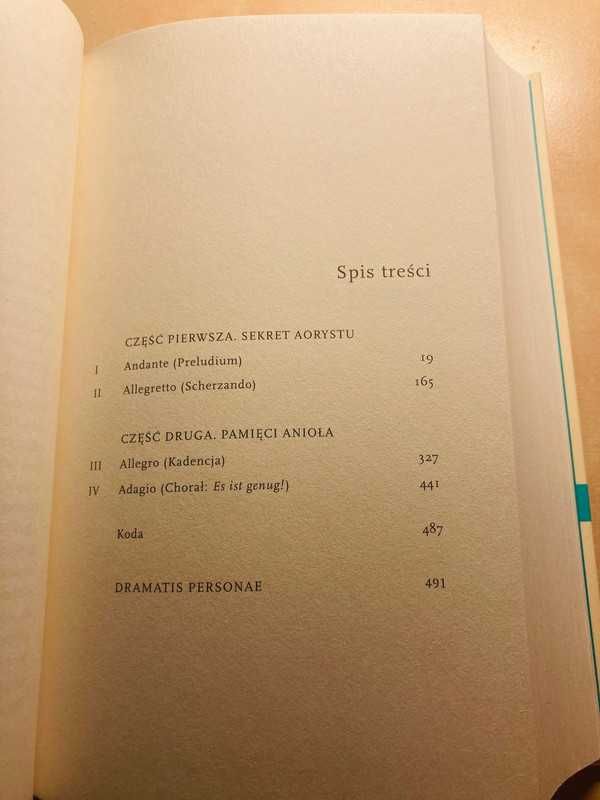 Spis treści
CZĘŚĆ PIERWSZA. SEKRET AORYSTU
I Andante (Preludium) 19
II Allegretto (Scherzando) 165
CZĘŚĆ DRUGA. PAMIĘCI ANIOŁA
III Allegro (Kadencja) 327
IV Adagio (Chorał: Es ist genug!) 441
Koda 487
DRAMATIS PERSONAE 491